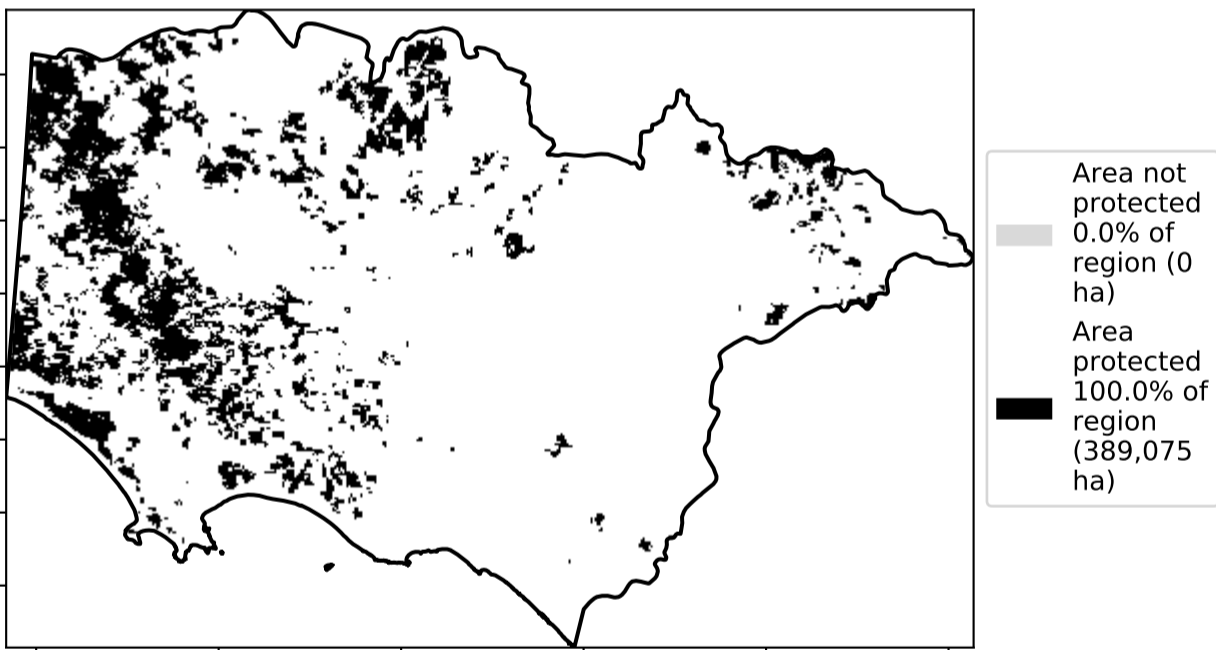 Area not
protected
0.0% of
region (0
ha)
Area
protected
100.0% of
region
(389,075
ha)